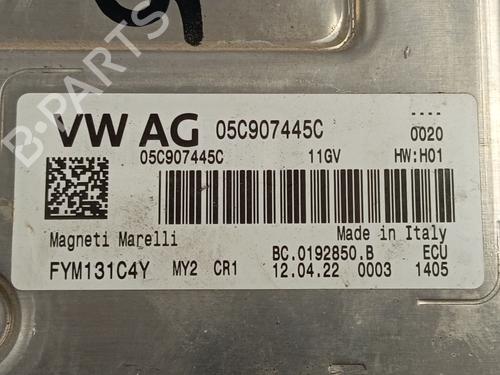 VW AG 05C907445C
0020
05C907445C 11GV HW:H01
Magneti Marelli Made in Italy
BC.0192850.B ECU
FYM131C4Y MY2 CR1 12.04.22 0003 1405
B-PARTS